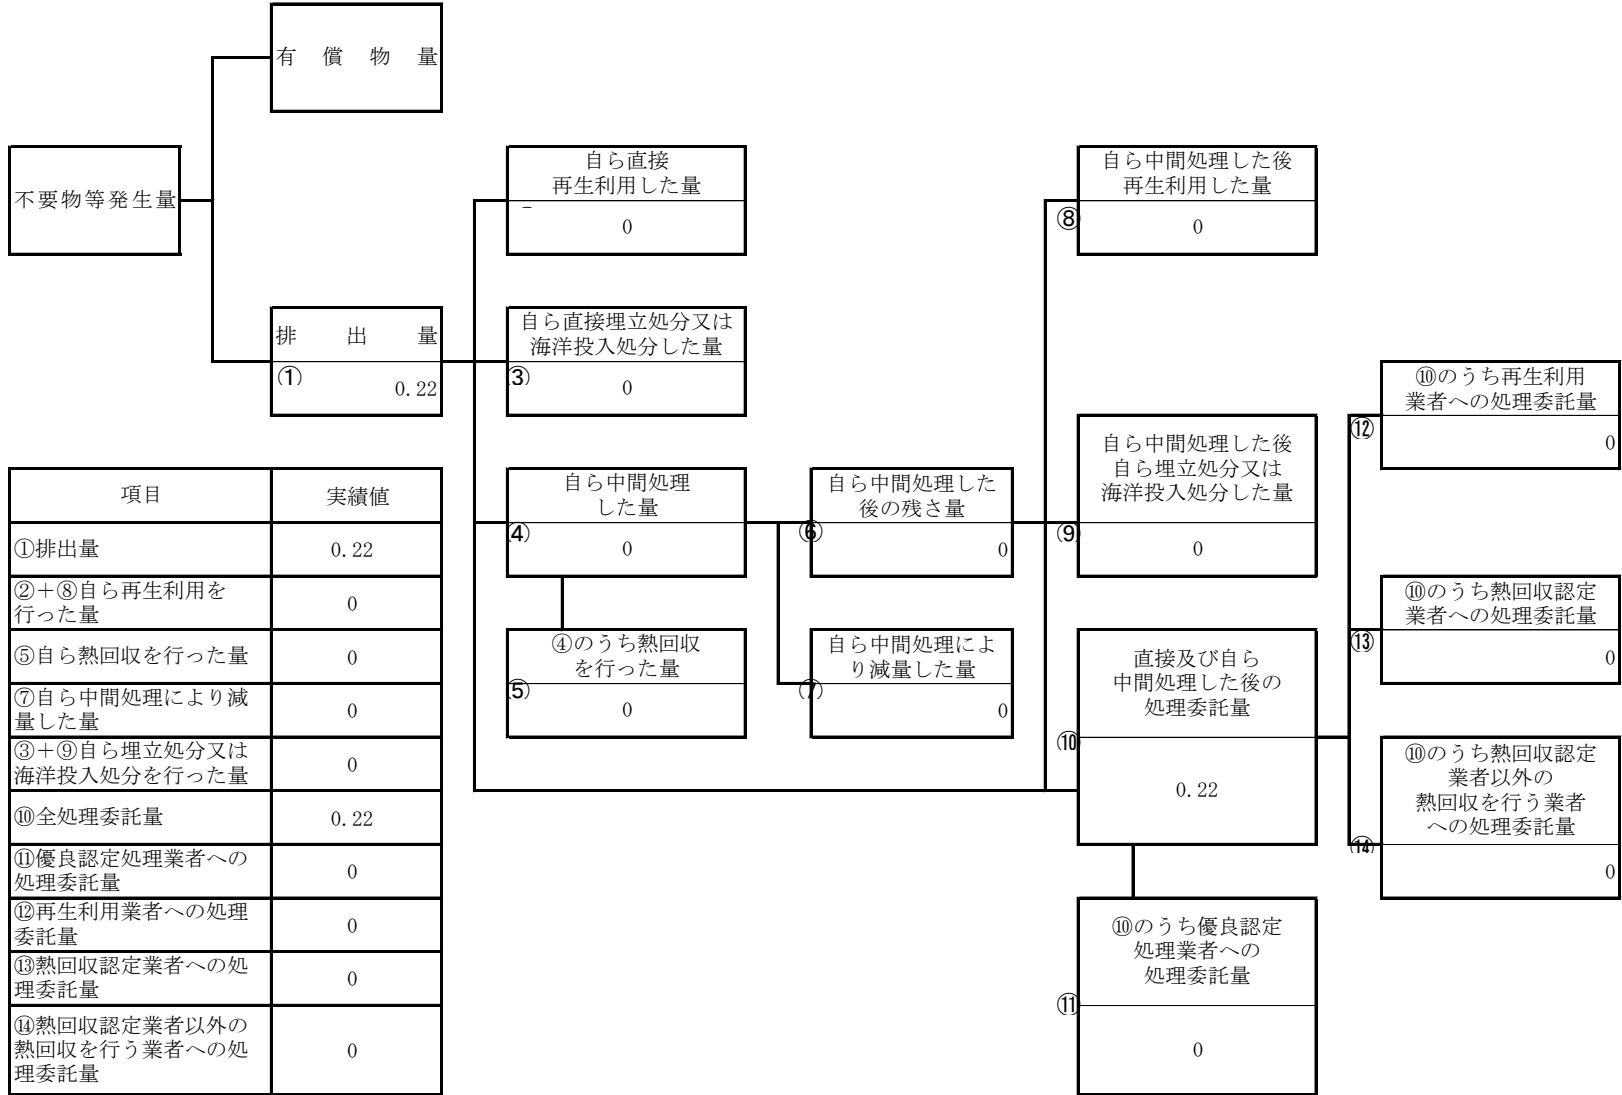 有償物量
不要物等発生量
排出量
①
0.22
自ら直接
再生利用した量
0
自ら直接埋立処分又は
海洋投入処分した量
③
0
自ら中間処理
した量
④
0
④のうち熱回収
を行った量
⑤
0
自ら中間処理した
後の残さ量
⑥
0
自ら中間処理によ
り減量した量
⑦
0
自ら中間処理した後
再生利用した量
⑧
0
自ら中間処理した後
自ら埋立処分又は
海洋投入処分した量
⑨
0
直接及び自ら
中間処理した後の
処理委託量
⑩
0.22
⑩のうち優良認定
処理業者への
処理委託量
⑪
0
⑩のうち再生利用
業者への処理委託量
⑫
0
⑩のうち熱回収認定
業者への処理委託量
⑬
0
⑩のうち熱回収認定
業者以外の
熱回収を行う業者
への処理委託量
⑭
0
項目 実績値
①排出量 0.22
②＋⑧自ら再生利用を
行った量 0
⑤自ら熱回収を行った量 0
⑦自ら中間処理により減
量した量 0
③＋⑨自ら埋立処分又は
海洋投入処分を行った量 0
⑩全処理委託量 0.22
⑪優良認定処理業者への
処理委託量 0
⑫再生利用業者への処理
委託量 0
⑬熱回収認定業者への処
理委託量 0
⑭熱回収認定業者以外の
熱回収を行う業者への処
理委託量 0